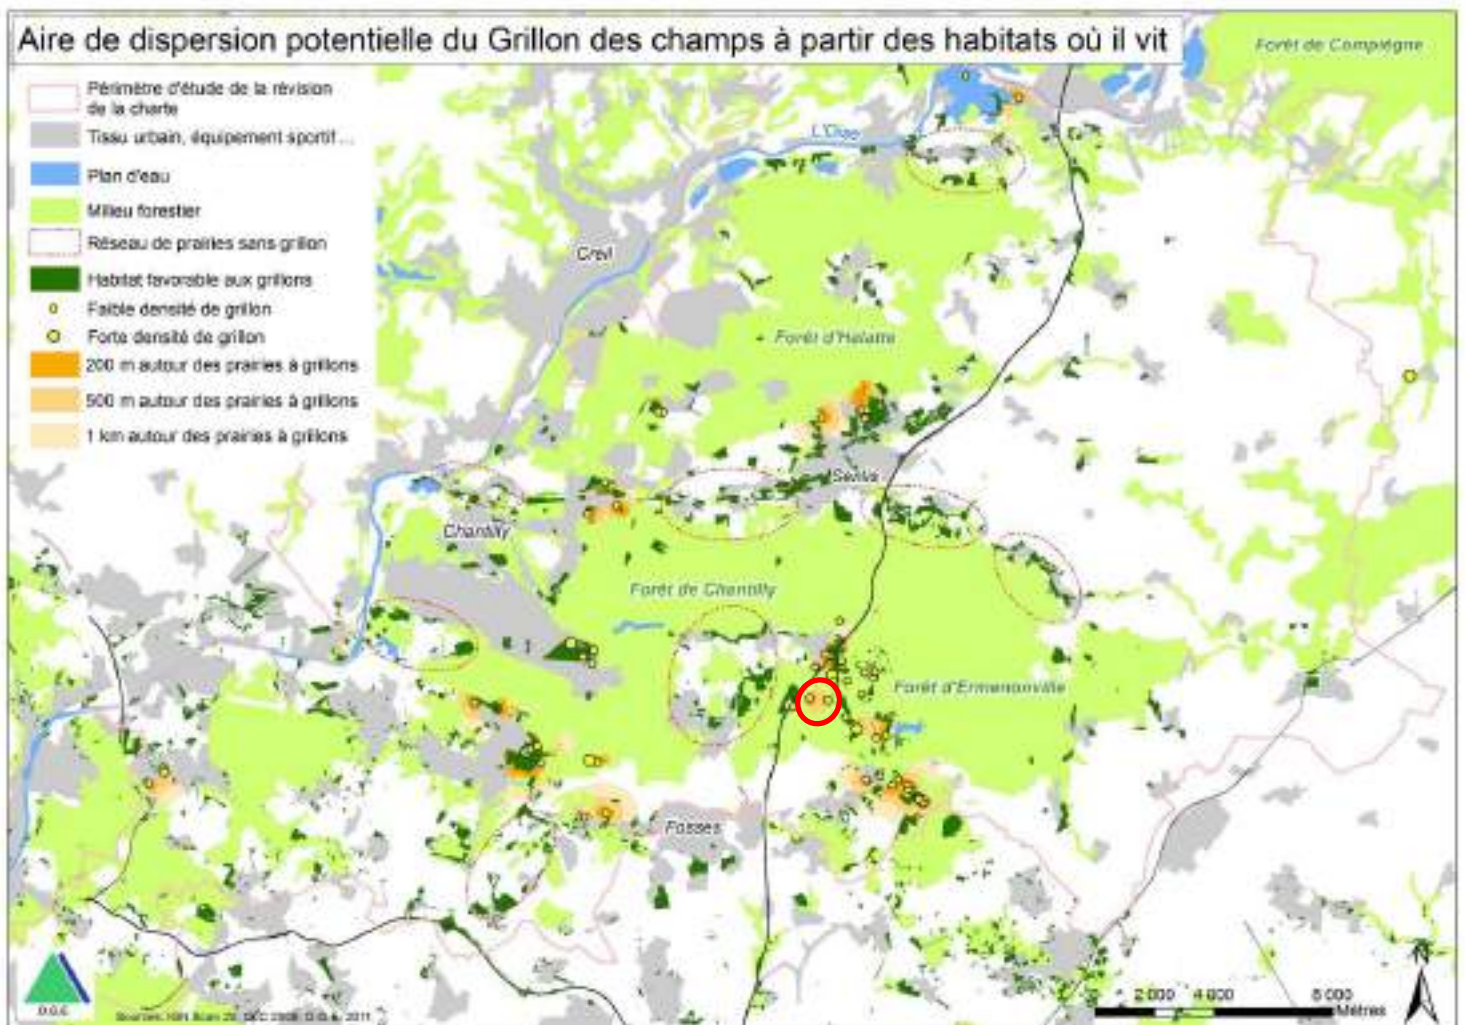 Aire de dispersion potentielle du Grillon des champs à partir des habitats où il vit
Forêt de Compiègne
Périmètre d'étude de la révision
de la charte
Tissu urbain, équipement sportif ...
Plan d'eau
Milieu forestier
Réseau de prairies sans grillon
Habitat favorable aux grillons
Faible densité de grillon
Forte densité de grillon
200 m autour des prairies à grillons
500 m autour des prairies à grillons
1 km autour des prairies à grillons
L'Oise
Creil
Forêt d'Halatte
Senlis
Chantilly
Forêt de Chantilly
Forêt d'Ermenonville
Fosses
2 000 4 000 8 000
Mètres
O.G.E.